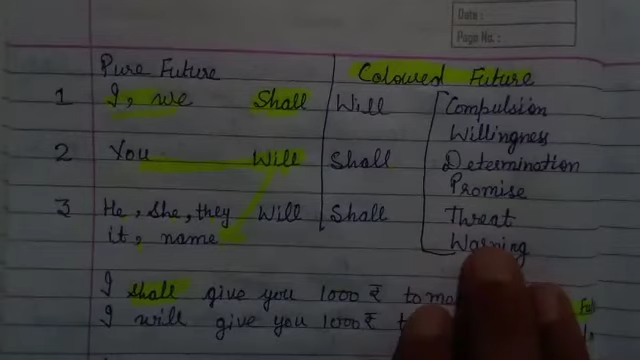 Date :
Page No. :
Pure Future Coloured Future
1 I, we Shall Will Compulsion
Willingness
2 You Will Shall Determination
Promise
3 He, She, they Will Shall Threat
it, name Warning
I shall give you 1000 ₹
I will give you 1000 ₹